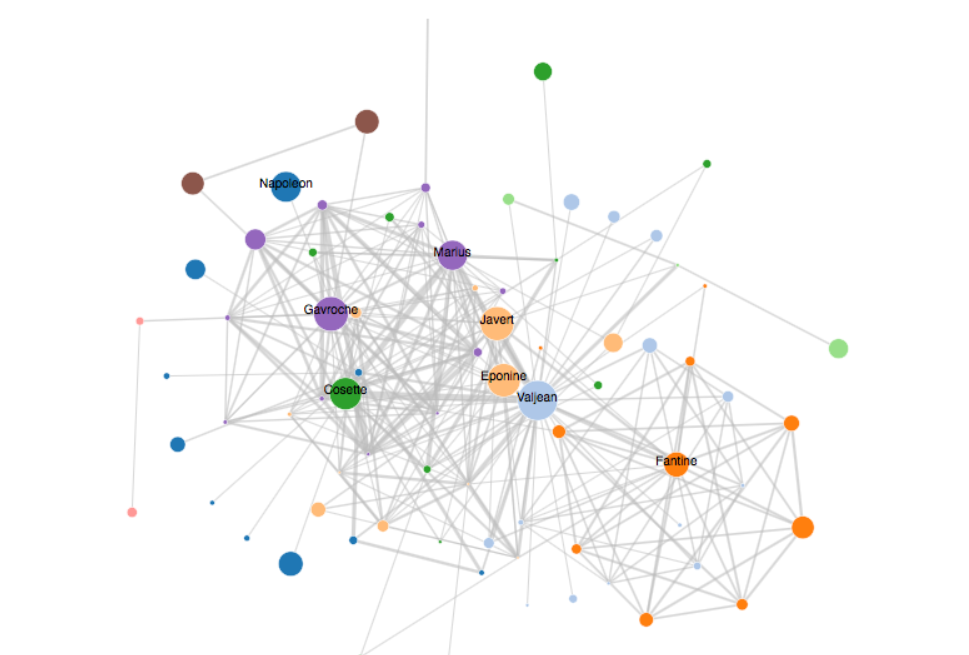 Napoleon
Marius
Gavroche
Javert
Eponine
Cosette
Valjean
Fantine